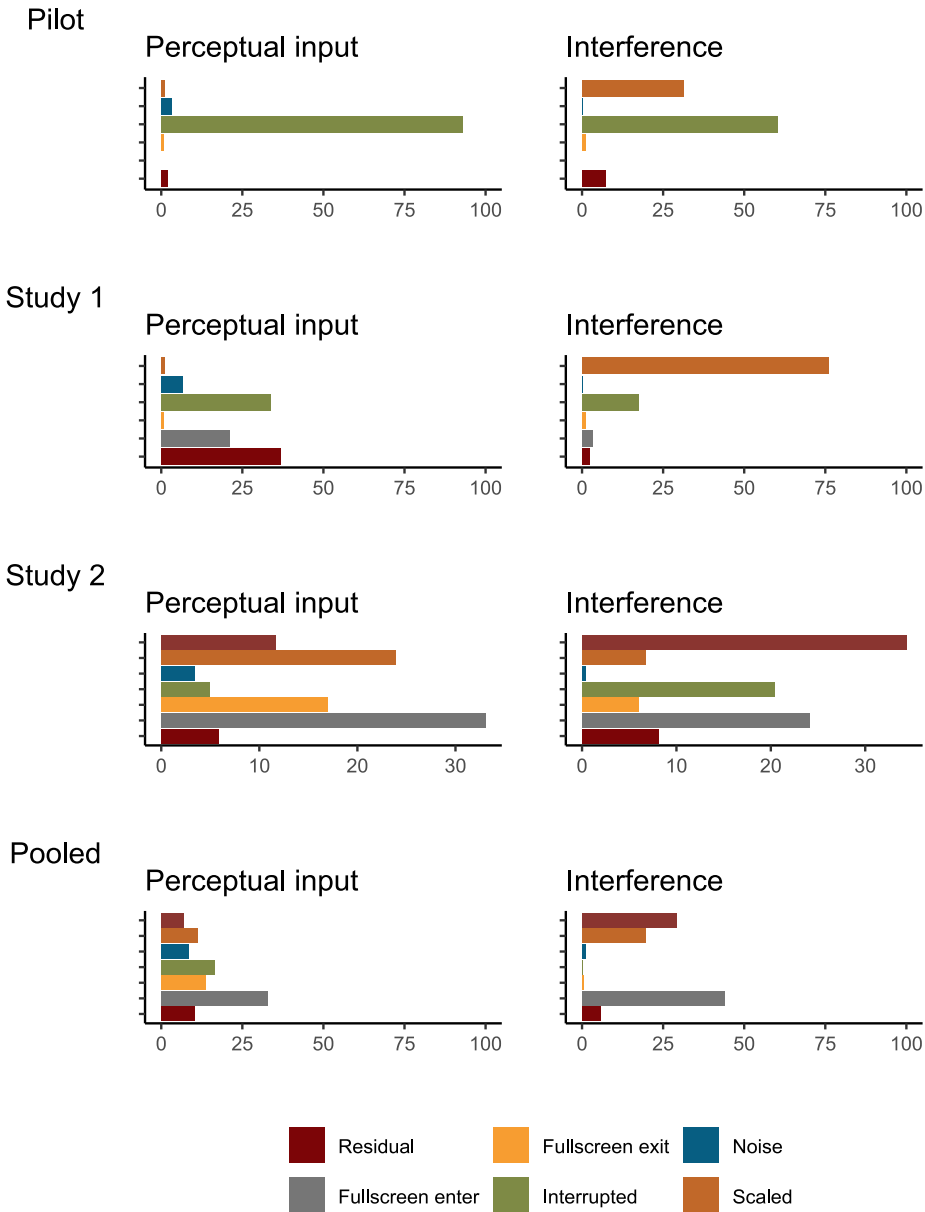 Pilot
Perceptual input Interference
0 25 50 75 100 0 25 50 75 100
Study 1
Perceptual input Interference
0 25 50 75 100 0 25 50 75 100
Study 2
Perceptual input Interference
0 10 20 30 0 10 20 30
Pooled
Perceptual input Interference
0 25 50 75 100 0 25 50 75 100
Residual Fullscreen exit Noise
Fullscreen enter Interrupted Scaled